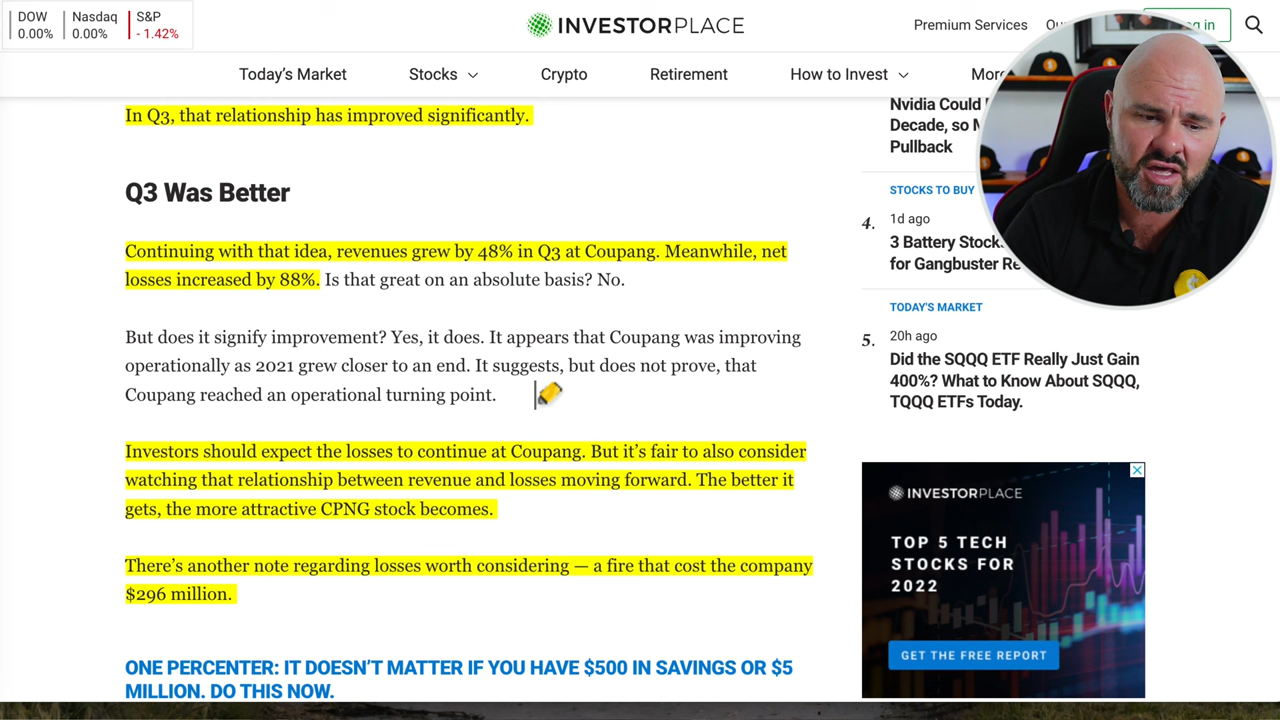 DOW
0.00%
Nasdaq
0.00%
S&P
- 1.42%
INVESTORPLACE
Premium Services
in
Today's Market
Stocks
Crypto
Retirement
How to Invest
In Q3, that relationship has improved significantly.
Q3 Was Better
Continuing with that idea, revenues grew by 48% in Q3 at Coupang. Meanwhile, net
losses increased by 88%. Is that great on an absolute basis? No.
But does it signify improvement? Yes, it does. It appears that Coupang was improving
operationally as 2021 grew closer to an end. It suggests, but does not prove, that
Coupang reached an operational turning point.
Investors should expect the losses to continue at Coupang. But it's fair to also consider
watching that relationship between revenue and losses moving forward. The better it
gets, the more attractive CPNG stock becomes.
There's another note regarding losses worth considering — a fire that cost the company
$296 million.
ONE PERCENTER: IT DOESN'T MATTER IF YOU HAVE $500 IN SAVINGS OR $5
MILLION. DO THIS NOW.
Nvidia Could
Decade, so
Pullback
STOCKS TO BUY
4.
1d ago
3 Battery Stocks
for Gangbuster
TODAY'S MARKET
5.
20h ago
Did the SQQQ ETF Really Just Gain
400%? What to Know About SQQQ,
TQQQ ETFs Today.
INVESTORPLACE
TOP 5 TECH
STOCKS FOR
2022
GET THE FREE REPORT